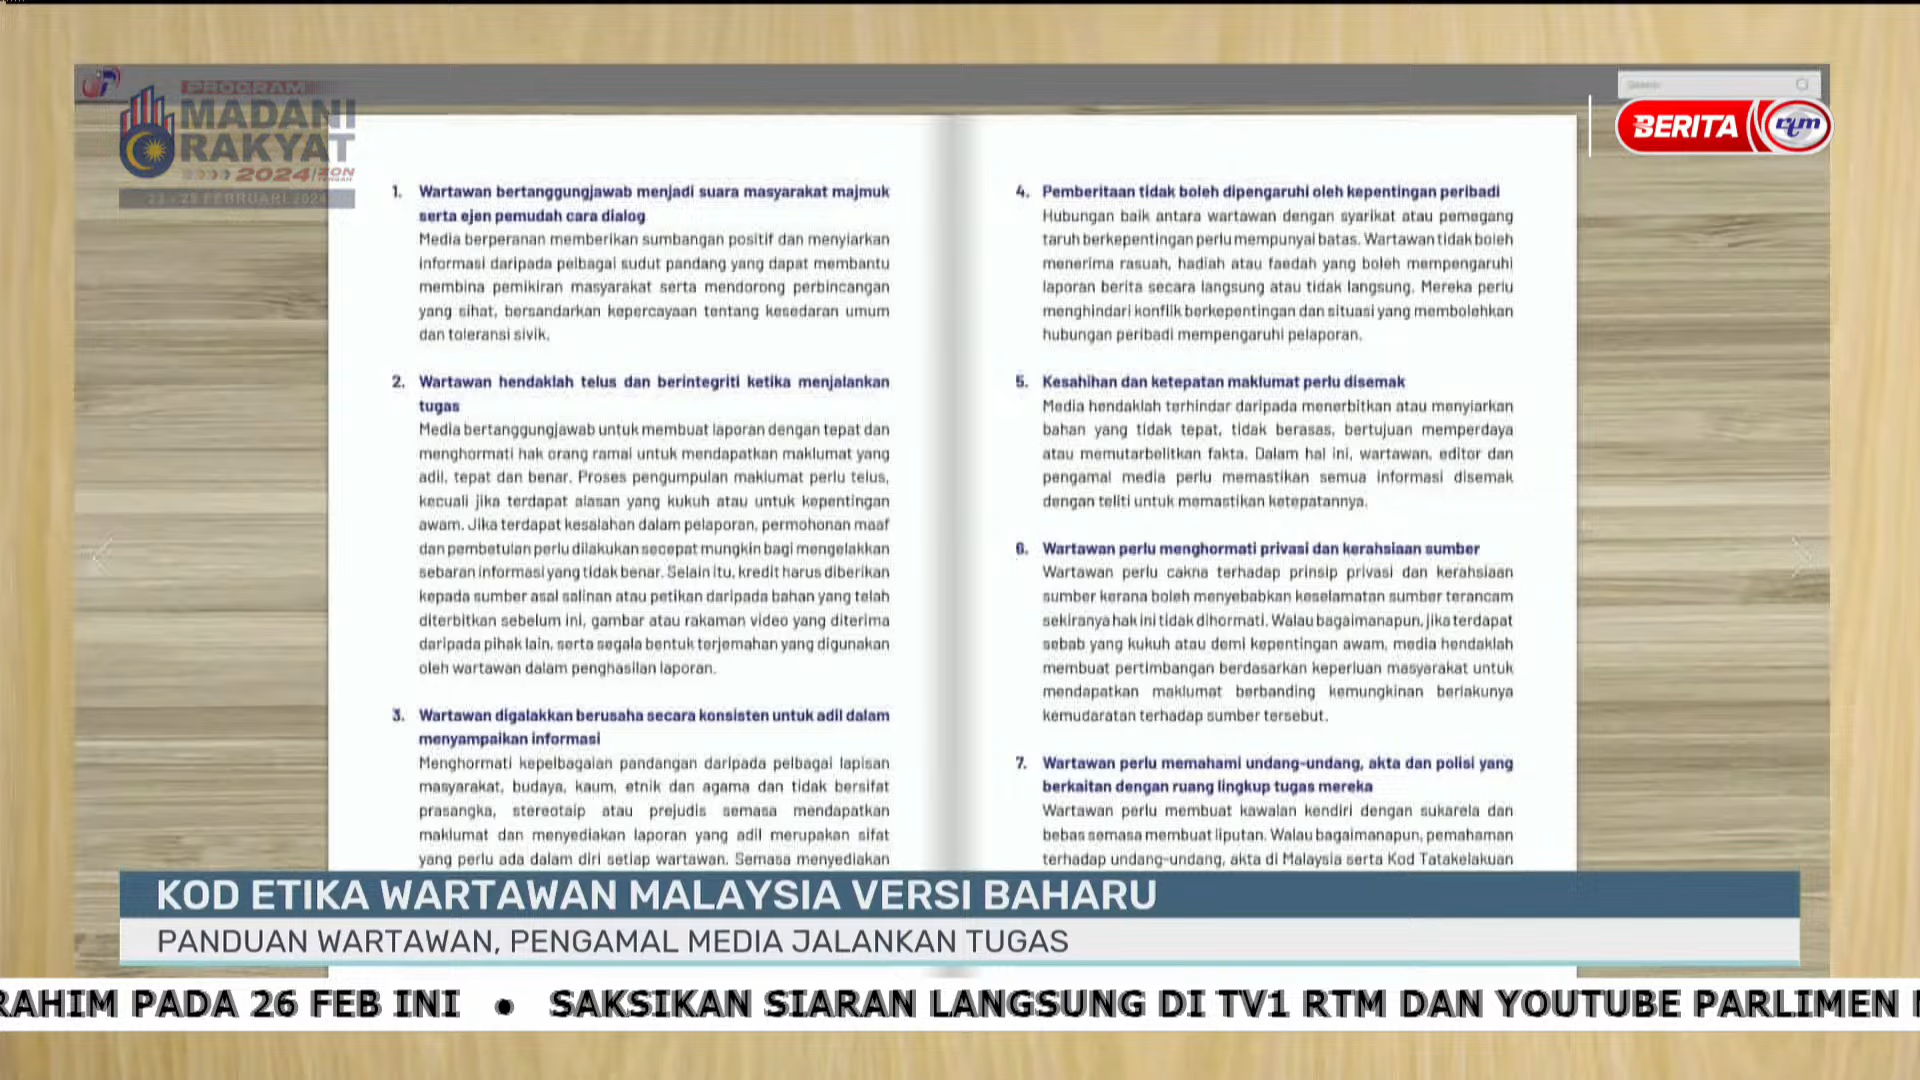 PROGRAM
MADANI
RAKYAT
2024 ZON
TENGAH
23 - 25 FEBRUARI 2024
Search
BERITA rtm
1. Wartawan bertanggungjawab menjadi suara masyarakat majmuk
serta ejen pemudah cara dialog
Media berperanan memberikan sumbangan positif dan menyiarkan
informasi daripada pelbagai sudut pandang yang dapat membantu
membina pemikiran masyarakat serta mendorong perbincangan
yang sihat, bersandarkan kepercayaan tentang kesedaran umum
dan toleransi sivik.
2. Wartawan hendaklah telus dan berintegriti ketika menjalankan
tugas
Media bertanggungjawab untuk membuat laporan dengan tepat dan
menghormati hak orang ramai untuk mendapatkan maklumat yang
adil, tepat dan benar. Proses pengumpulan maklumat perlu telus,
kecuali jika terdapat alasan yang kukuh atau untuk kepentingan
awam. Jika terdapat kesalahan dalam pelaporan, permohonan maaf
dan pembetulan perlu dilakukan secepat mungkin bagi mengelakkan
sebaran informasi yang tidak benar. Selain itu, kredit harus diberikan
kepada sumber asal salinan atau petikan daripada bahan yang telah
diterbitkan sebelum ini, gambar atau rakaman video yang diterima
daripada pihak lain, serta segala bentuk terjemahan yang digunakan
oleh wartawan dalam penghasilan laporan.
3. Wartawan digalakkan berusaha secara konsisten untuk adil dalam
menyampaikan informasi
Menghormati kepelbagaian pandangan daripada pelbagai lapisan
masyarakat, budaya, kaum, etnik dan agama dan tidak bersifat
prasangka, stereotaip atau prejudis semasa mendapatkan
maklumat dan menyediakan laporan yang adil merupakan sifat
yang perlu ada dalam diri setiap wartawan. Semasa menyediakan
4. Pemberitaan tidak boleh dipengaruhi oleh kepentingan peribadi
Hubungan baik antara wartawan dengan syarikat atau pemegang
taruh berkepentingan perlu mempunyai batas. Wartawan tidak boleh
menerima rasuah, hadiah atau faedah yang boleh mempengaruhi
laporan berita secara langsung atau tidak langsung. Mereka perlu
menghindari konflik berkepentingan dan situasi yang membolehkan
hubungan peribadi mempengaruhi pelaporan.
5. Kesahihan dan ketepatan maklumat perlu disemak
Media hendaklah terhindar daripada menerbitkan atau menyiarkan
bahan yang tidak tepat, tidak berasas, bertujuan memperdaya
atau memutarbelitkan fakta. Dalam hal ini, wartawan, editor dan
pengamal media perlu memastikan semua informasi disemak
dengan teliti untuk memastikan ketepatannya.
6. Wartawan perlu menghormati privasi dan kerahsiaan sumber
Wartawan perlu cakna terhadap prinsip privasi dan kerahsiaan
sumber kerana boleh menyebabkan keselamatan sumber terancam
sekiranya hak ini tidak dihormati. Walau bagaimanapun, jika terdapat
sebab yang kukuh atau demi kepentingan awam, media hendaklah
membuat pertimbangan berdasarkan keperluan masyarakat untuk
mendapatkan maklumat berbanding kemungkinan berlakunya
kemudaratan terhadap sumber tersebut.
7. Wartawan perlu memahami undang-undang, akta dan polisi yang
berkaitan dengan ruang lingkup tugas mereka
Wartawan perlu membuat kawalan kendiri dengan sukarela dan
bebas semasa membuat liputan. Walau bagaimanapun, pemahaman
terhadap undang-undang, akta di Malaysia serta Kod Tatakelakuan
KOD ETIKA WARTAWAN MALAYSIA VERSI BAHARU
PANDUAN WARTAWAN, PENGAMAL MEDIA JALANKAN TUGAS
RAHIM PADA 26 FEB INI • SAKSIKAN SIARAN LANGSUNG DI TV1 RTM DAN YOUTUBE PARLIMEN